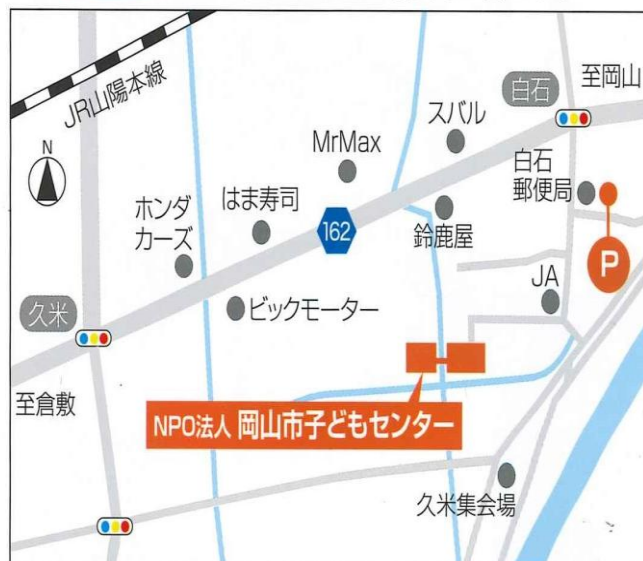 JR山陽本線
至岡山
白石
スバル
MrMax
N
白石
郵便局
はま寿司
ホンダ
カーズ
162
鈴鹿屋
P
JA
ビックモーター
久米
至倉敷
NPO法人 岡山市子どもセンター
久米集会場